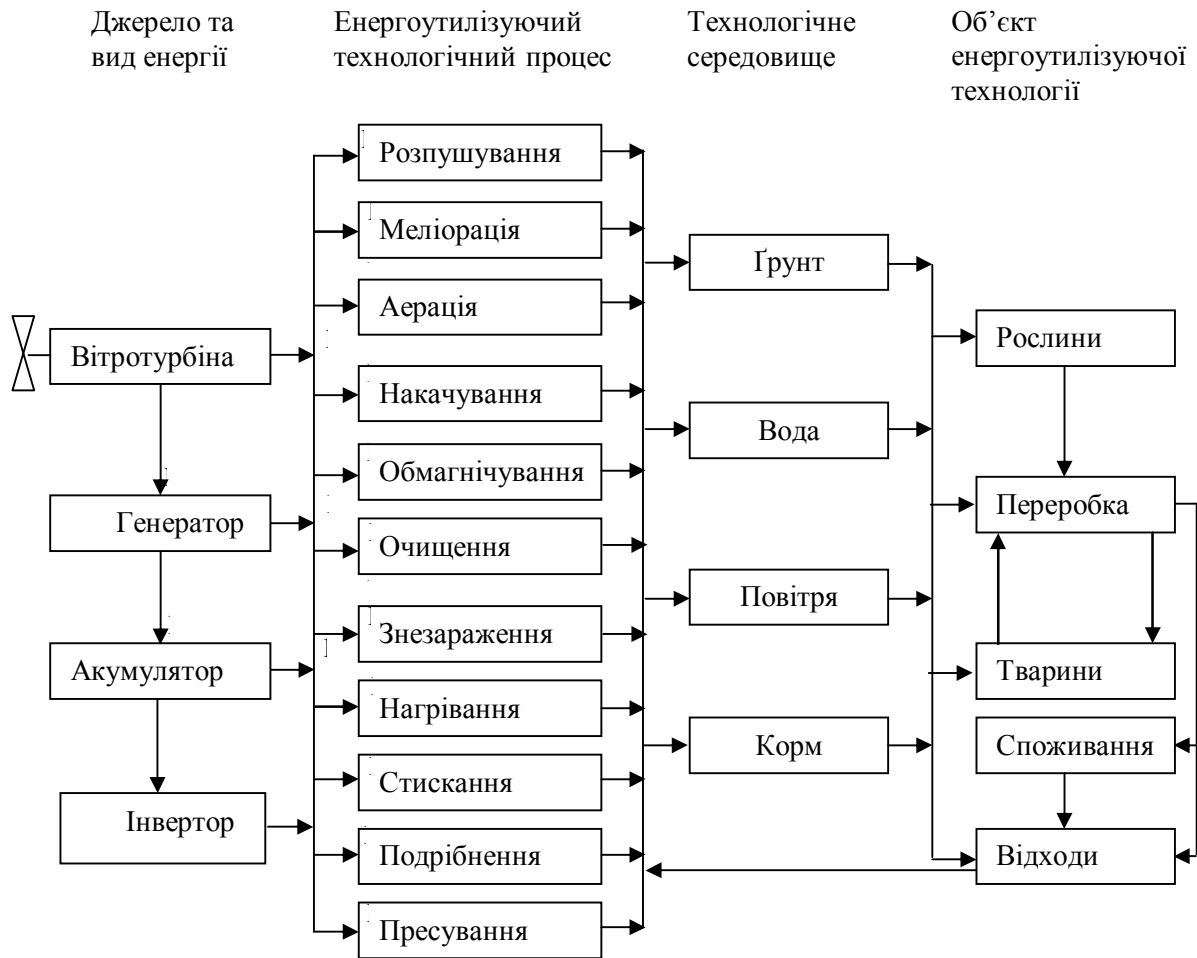 Джерело та
вид енергії
Енергоутилізуючий
технологічний процес
Технологічне
середовище
Об’єкт
енергоутилізуючої
технології
Вітротурбіна
Генератор
Акумулятор
Інвертор
Розпушування
Меліорація
Аерація
Накачування
Обмагнічування
Очищення
Знезараження
Нагрівання
Стискання
Подрібнення
Пресування
Ґрунт
Вода
Повітря
Корм
Рослини
Переробка
Тварини
Споживання
Відходи